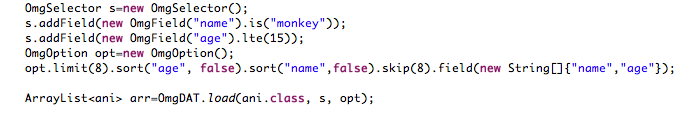 OmgSelector s=new OmgSelector();
s.addField(new OmgField("name").is("monkey"));
s.addField(new OmgField("age").lte(15));
OmgOption opt=new OmgOption();
opt.limit(8).sort("age", false).sort("name",false).skip(8).field(new String[]{"name","age"});
ArrayList<ani> arr=OmgDAT.load(ani.class, s, opt);